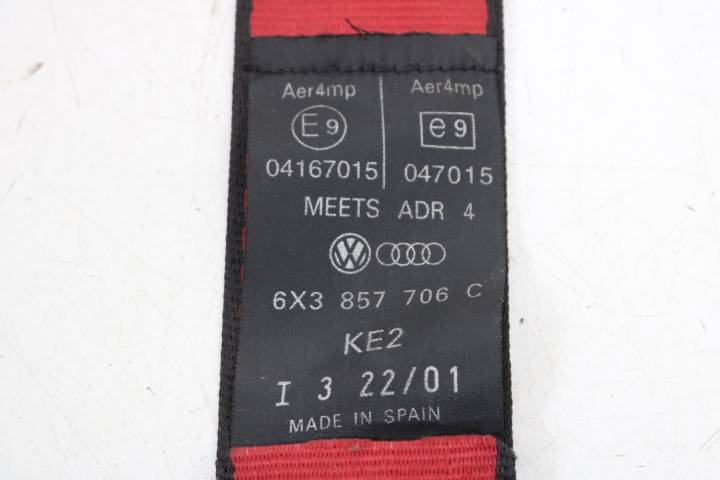 Aer4mp Aer4mp
E9 e9
04167015 047015
MEETS ADR 4
VW
6X3 857 706 C
KE2
I 3 22/01
MADE IN SPAIN